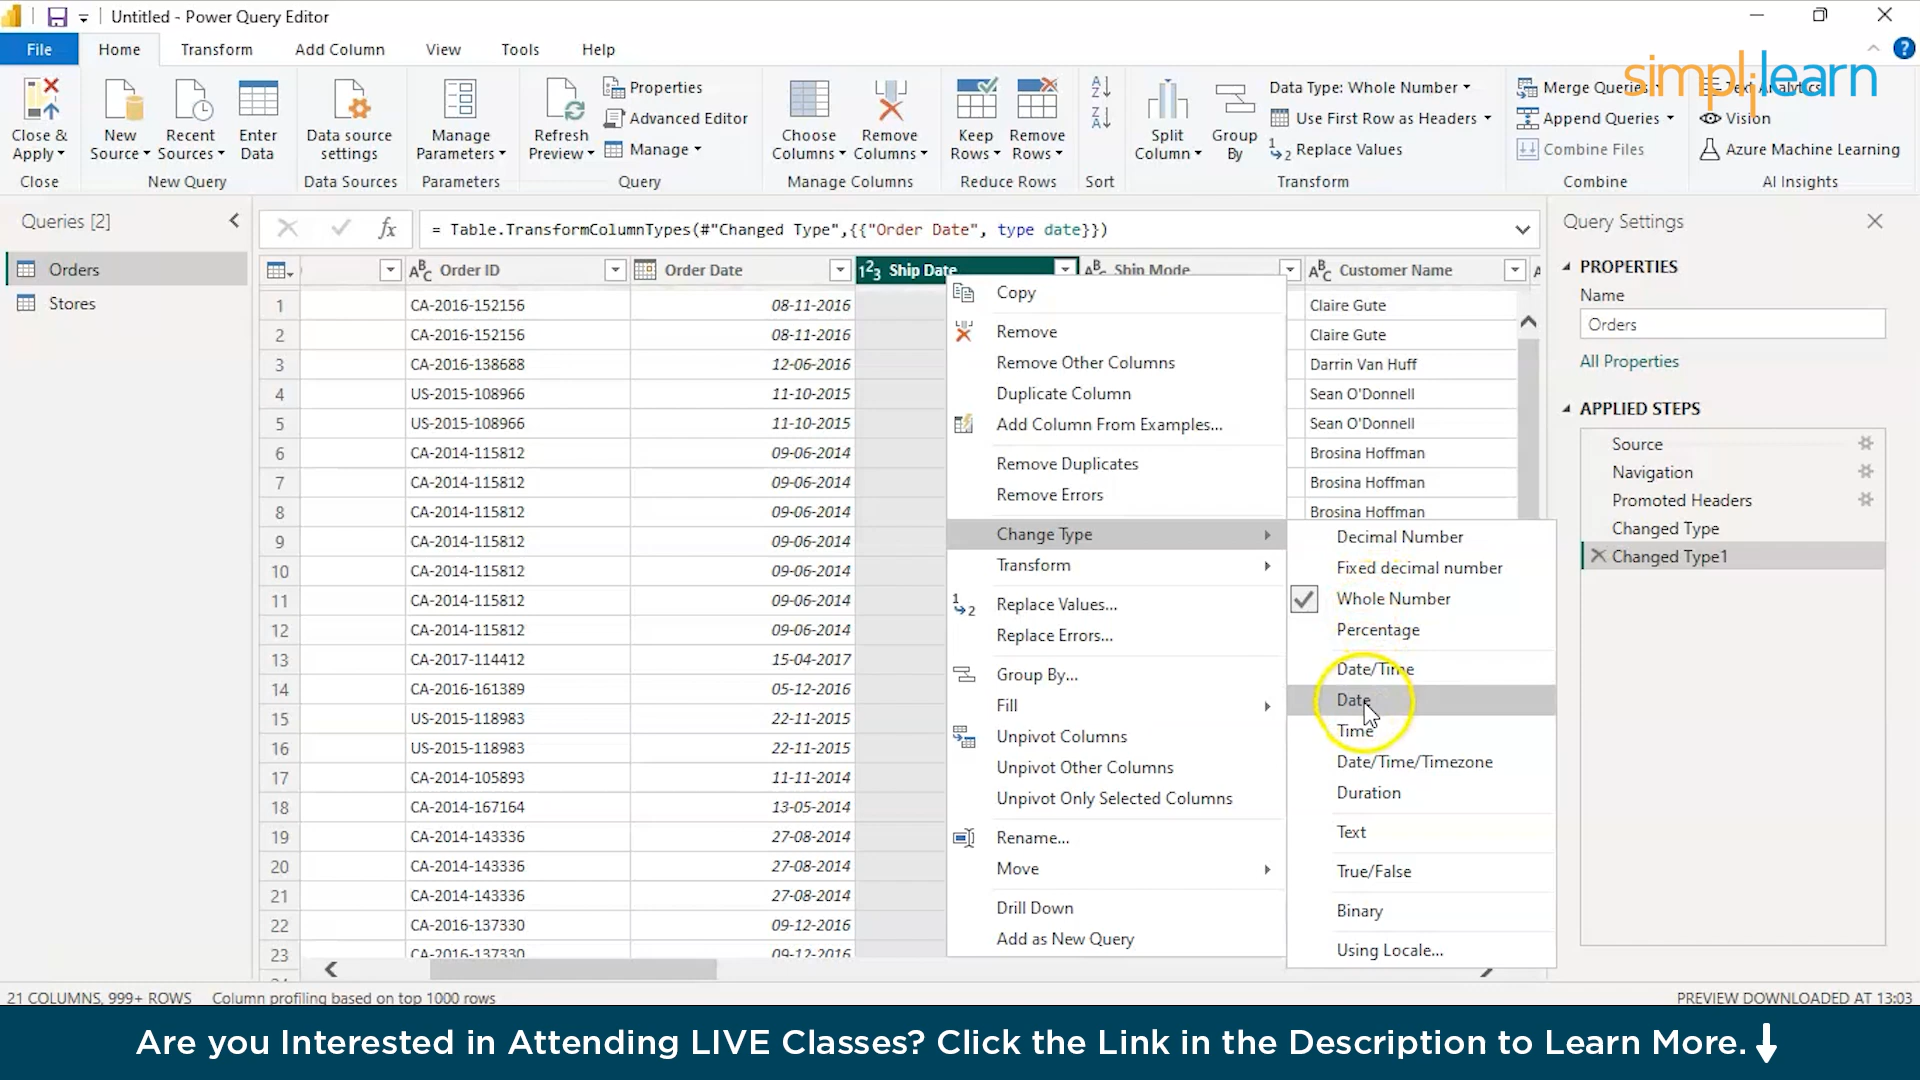 Untitled - Power Query Editor
File Home Transform Add Column View Tools Help
simplilearn
Close & Apply
New Source
Recent Sources
Enter Data
Data source settings
Manage Parameters
Refresh Preview
Properties
Advanced Editor
Manage
Choose Columns
Remove Columns
Keep Rows
Remove Rows
Split Column
Group By
Data Type: Whole Number
Use First Row as Headers
Replace Values
Merge Queries
Append Queries
Combine Files
Text Analytics
Vision
Azure Machine Learning
Close New Query Data Sources Parameters Query Manage Columns Reduce Rows Sort Transform Combine AI Insights
Queries [2]
Orders
Stores
= Table.TransformColumnTypes(#"Changed Type",{{"Order Date", type date}})
Order ID Order Date Ship Date Ship Mode Customer Name
1 CA-2016-152156 08-11-2016 Claire Gute
2 CA-2016-152156 08-11-2016 Claire Gute
3 CA-2016-138688 12-06-2016 Darrin Van Huff
4 US-2015-108966 11-10-2015 Sean O'Donnell
5 US-2015-108966 11-10-2015 Sean O'Donnell
6 CA-2014-115812 09-06-2014 Brosina Hoffman
7 CA-2014-115812 09-06-2014 Brosina Hoffman
8 CA-2014-115812 09-06-2014 Brosina Hoffman
9 CA-2014-115812 09-06-2014
10 CA-2014-115812 09-06-2014
11 CA-2014-115812 09-06-2014
12 CA-2014-115812 09-06-2014
13 CA-2017-114412 15-04-2017
14 CA-2016-161389 05-12-2016
15 US-2015-118983 22-11-2015
16 US-2015-118983 22-11-2015
17 CA-2014-105893 11-11-2014
18 CA-2014-167164 13-05-2014
19 CA-2014-143336 27-08-2014
20 CA-2014-143336 27-08-2014
21 CA-2014-143336 27-08-2014
22 CA-2016-137330 09-12-2016
23 CA-2016-137330 09-12-2016
Copy
Remove
Remove Other Columns
Duplicate Column
Add Column From Examples...
Remove Duplicates
Remove Errors
Change Type
Transform
Replace Values...
Replace Errors...
Group By...
Fill
Unpivot Columns
Unpivot Other Columns
Unpivot Only Selected Columns
Rename...
Move
Drill Down
Add as New Query
Decimal Number
Fixed decimal number
Whole Number
Percentage
Date/Time
Date
Time
Date/Time/Timezone
Duration
Text
True/False
Binary
Using Locale...
Query Settings
PROPERTIES
Name
Orders
All Properties
APPLIED STEPS
Source
Navigation
Promoted Headers
Changed Type
Changed Type1
21 COLUMNS, 999+ ROWS Column profiling based on top 1000 rows
PREVIEW DOWNLOADED AT 13:03
Are you Interested in Attending LIVE Classes? Click the Link in the Description to Learn More.